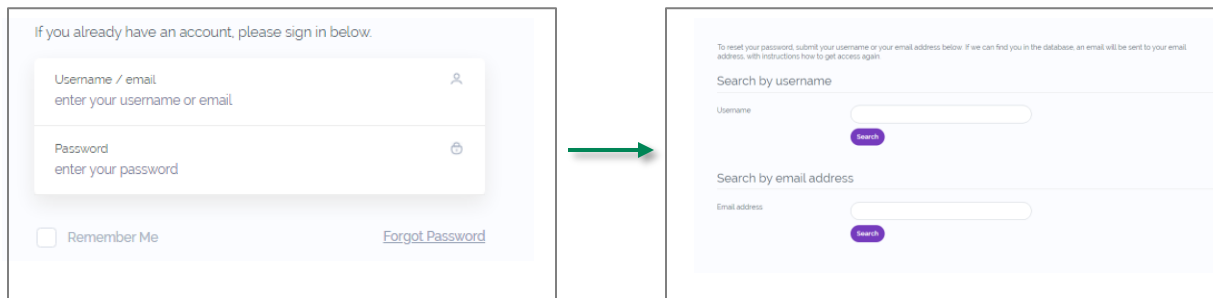 If you already have an account, please sign in below.
Username / email
enter your username or email
Password
enter your password
Remember Me
Forgot Password
To reset your password, submit your username or your email address below. If we can find you in the database, an email will be sent to your email
address, with instructions how to get access again.
Search by username
Username
Search
Search by email address
Email address
Search